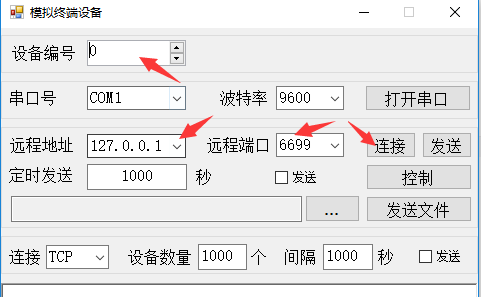 模拟终端设备
设备编号 0
串口号 COM1 波特率 9600 打开串口
远程地址 127.0.0.1 远程端口 6699 连接 发送
定时发送 1000 秒 发送 控制
... 发送文件
连接 TCP 设备数量 1000 个 间隔 1000 秒 发送